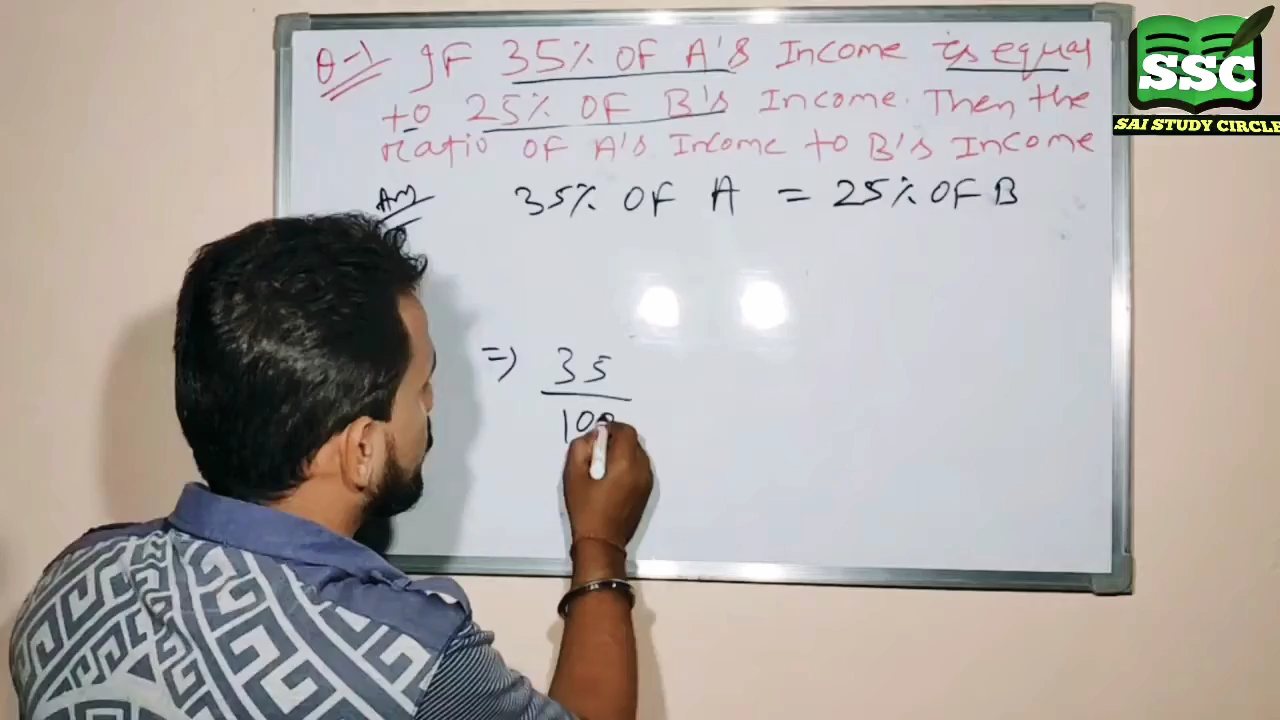 Q-1 If 35% OF A's Income is equal
to 25% OF B's Income. Then the
ratio OF A's Income to B's Income
Ans
35% OF A = 25% OF B
=> 35
100
SSC
SAI STUDY CIRCLE